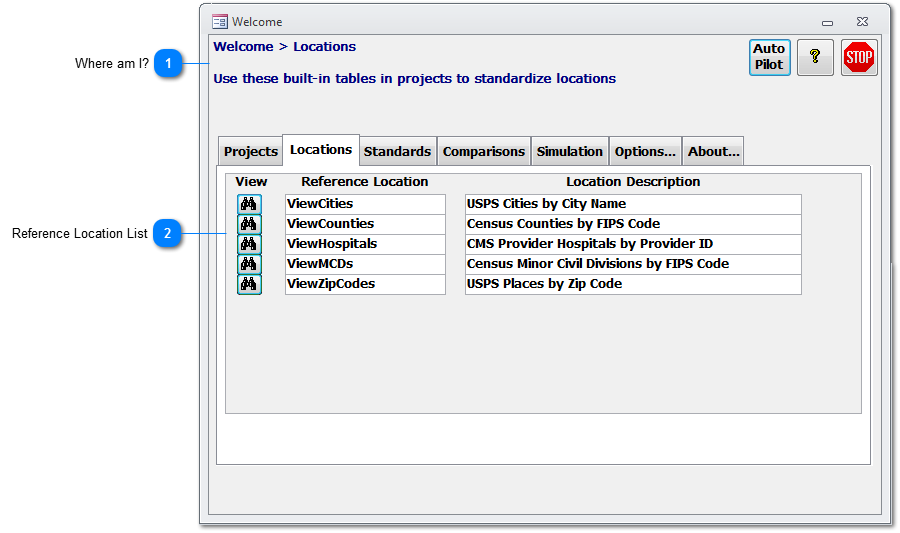 Welcome
Welcome > Locations
Auto
Pilot
?
STOP
Where am I? 1
Use these built-in tables in projects to standardize locations
Projects Locations Standards Comparisons Simulation Options... About...
View Reference Location Location Description
ViewCities USPS Cities by City Name
ViewCounties Census Counties by FIPS Code
Reference Location List 2
ViewHospitals CMS Provider Hospitals by Provider ID
ViewMCDs Census Minor Civil Divisions by FIPS Code
ViewZipCodes USPS Places by Zip Code